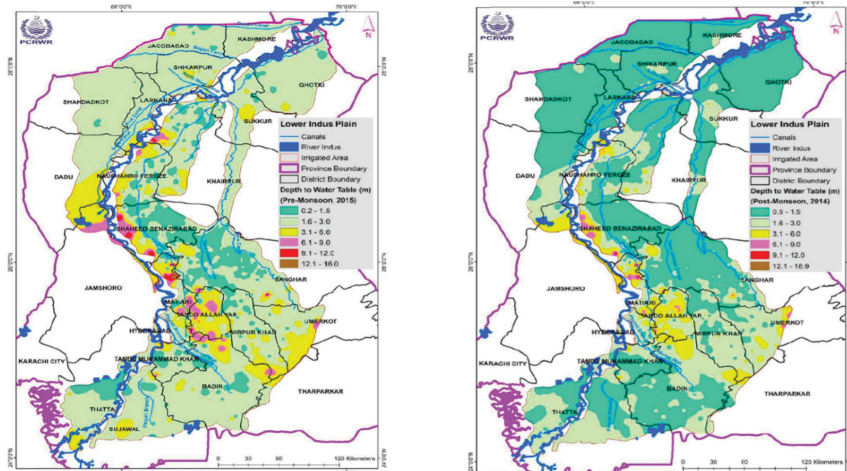 PCRWR
68°0'0"E
70°0'0"E
N
KASHMORE
JACOBABAD
SHIKARPUR
GHOTKI
SHAHDADKOT
LARKANA
SUKKUR
DADU
NAUSHAHRO FEROZE
KHAIRPUR
SHAHEED BENAZIRABAD
SANGHAR
JAMSHORO
MATIARI
TANDO ALLAH YAR
UMERKOT
HYDERABAD
MIRPUR KHAS
KARACHI CITY
TANDO MUHAMMAD KHAN
BADIN
THARPARKAR
THATTA
SUJAWAL
Lower Indus Plain
Canals
River Indus
Irrigated Area
Province Boundary
District Boundary
Depth to Water Table (m)
(Pre-Monsoon, 2015)
0.2 - 1.5
1.6 - 3.0
3.1 - 6.0
6.1 - 9.0
9.1 - 12.0
12.1 - 16.0
0 30 60 120 Kilometers
PCRWR
N
KASHMORE
JACOBABAD
SHIKARPUR
GHOTKI
SHAHDADKOT
LARKANA
SUKKUR
DADU
NAUSHAHRO FEROZE
KHAIRPUR
SHAHEED BENAZIRABAD
SANGHAR
JAMSHORO
MATIARI
TANDO ALLAH YAR
UMERKOT
HYDERABAD
MIRPUR KHAS
KARACHI CITY
TANDO MUHAMMAD KHAN
BADIN
THARPARKAR
THATTA
Lower Indus Plain
Canals
River Indus
Irrigated Area
Province Boundary
District Boundary
Depth to Water Table (m)
(Post-Monsoon, 2014)
0.5 - 1.5
1.6 - 3.0
3.1 - 6.0
6.1 - 9.0
9.1 - 12.0
12.1 - 16.9
0 30 60 120 Kilometers